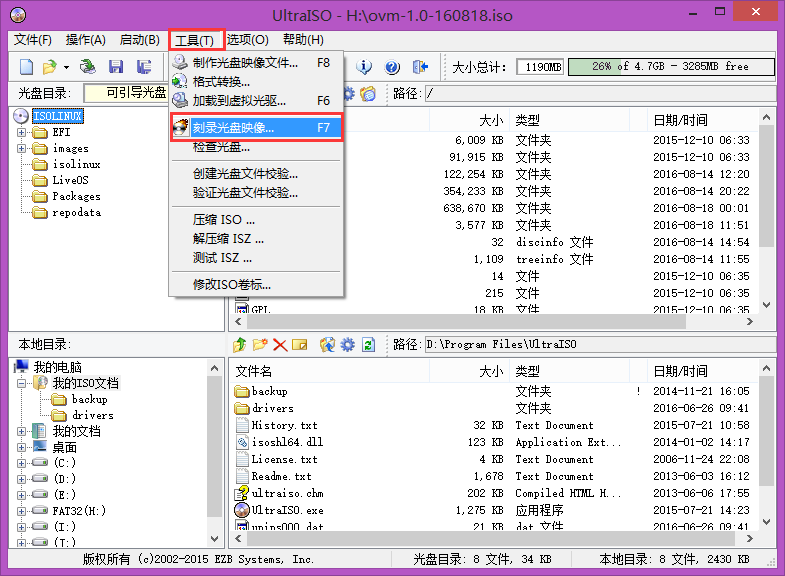 UltraISO - H:\ovm-1.0-160818.iso
文件(F) 操作(A) 启动(B) 工具(T) 选项(O) 帮助(H)
大小总计: 1190MB 26% of 4.7GB - 3285MB free
光盘目录: 可引导光盘 路径: /
制作光盘映像文件... F8
格式转换...
加载到虚拟光驱... F6
刻录光盘映像... F7
检查光盘...
创建光盘文件校验...
验证光盘文件校验...
压缩 ISO ...
解压缩 ISZ ...
测试 ISZ ...
修改ISO卷标...
ISOLINUX
EFI
images
isolinux
LiveOS
Packages
repodata
大小 类型 日期/时间
6,009 KB 文件夹 2015-12-10 06:33
91,915 文件夹 2015-12-10 06:33
122,254 KB 文件夹 2016-08-14 12:20
354,233 KB 文件夹 2016-08-14 20:22
638,670 KB 文件夹 2016-08-18 00:01
3,577 KB 文件夹 2016-08-18 11:51
32 discinfo 文件 2016-08-14 14:54
1,109 treeinfo 文件 2016-08-14 11:55
14 文件 2015-12-10 06:35
215 文件 2015-12-10 06:35
GPL 18 KB 文件 2015-12-10 06:35
本地目录: 路径: D:\Program Files\UltraISO
我的电脑
我的ISO文档
backup
drivers
我的文档
桌面
(C:)
(D:)
(E:)
FAT32(H:)
(I:)
(T:)
文件名 大小 类型 日期/时间
backup 文件夹 ! 2014-11-21 16:05
drivers 文件夹 2016-06-26 09:41
History.txt 32 KB Text Document 2015-07-21 10:58
isoshl64.dll 123 KB Application Ext... 2014-01-02 14:17
License.txt 4 KB Text Document 2006-11-24 22:08
Readme.txt 1,678 Text Document 2013-06-03 16:12
ultraiso.chm 202 KB Compiled HTML H... 2013-06-06 17:55
UltraISO.exe 1,275 KB 应用程序 2015-07-21 14:23
unins000.dat 21 KB dat 文件 2016-06-26 09:41
版权所有 (c)2002-2015 EZB Systems, Inc. 光盘目录: 8 文件, 34 KB 本地目录: 8 文件, 2430 KB